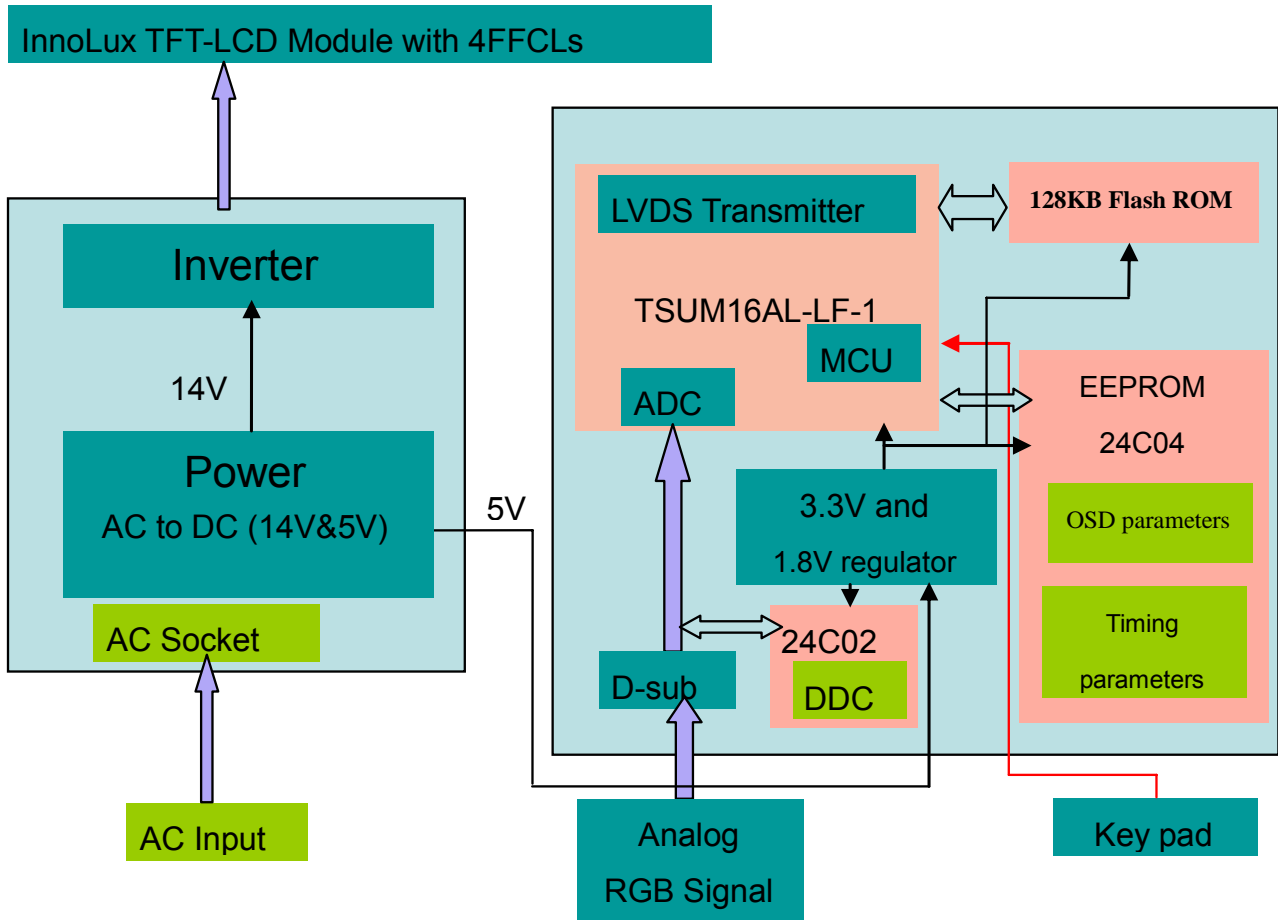 InnoLux TFT-LCD Module with 4FFCLs
Inverter
14V
Power
AC to DC (14V&5V)
AC Socket
AC Input
5V
LVDS Transmitter
TSUM16AL-LF-1
MCU
ADC
128KB Flash ROM
EEPROM
24C04
OSD parameters
Timing
parameters
3.3V and
1.8V regulator
24C02
DDC
D-sub
Analog
RGB Signal
Key pad